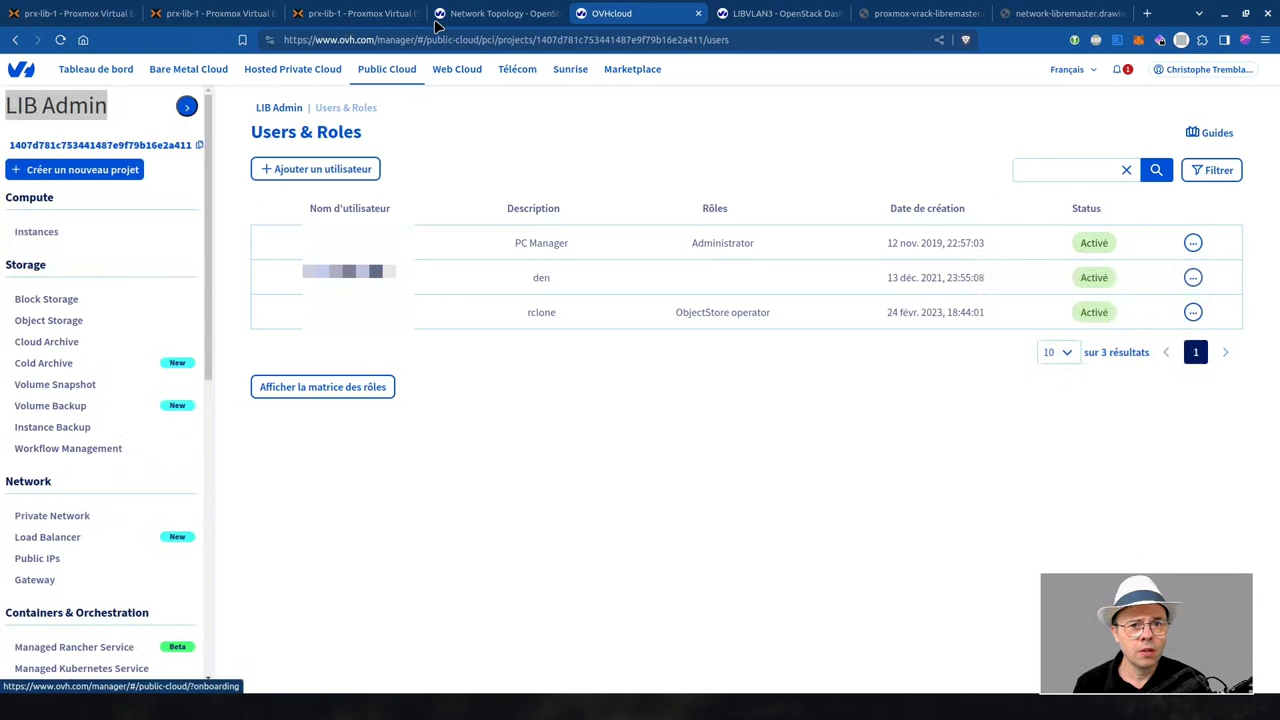 prx-lib-1 - Proxmox Virtual E
prx-lib-1 - Proxmox Virtual E
prx-lib-1 - Proxmox Virtual E
Network Topology - OpenS
OVHcloud
LIBVLAN3 - OpenStack Das
proxmox-vrack-libremaster.
network-libremaster.drawio
https://www.ovh.com/manager/#/public-cloud/pci/projects/1407d781c753441487e9f79b16e2a411/users
Tableau de bord
Bare Metal Cloud
Hosted Private Cloud
Public Cloud
Web Cloud
Télécom
Sunrise
Marketplace
Français
1
Christophe Trembla...
LIB Admin
1407d781c753441487e9f79b16e2a411
+ Créer un nouveau projet
Compute
Instances
Storage
Block Storage
Object Storage
Cloud Archive
Cold Archive New
Volume Snapshot
Volume Backup New
Instance Backup
Workflow Management
Network
Private Network
Load Balancer New
Public IPs
Gateway
Containers & Orchestration
Managed Rancher Service Beta
Managed Kubernetes Service
https://www.ovh.com/manager/#/public-cloud/?onboarding
LIB Admin | Users & Roles
Users & Roles
Guides
+ Ajouter un utilisateur
Filtrer
Nom d'utilisateur Description Rôles Date de création Status
PC Manager Administrator 12 nov. 2019, 22:57:03 Activé ...
den 13 déc. 2021, 23:55:08 Activé ...
rclone ObjectStore operator 24 févr. 2023, 18:44:01 Activé ...
10 sur 3 résultats 1
Afficher la matrice des rôles